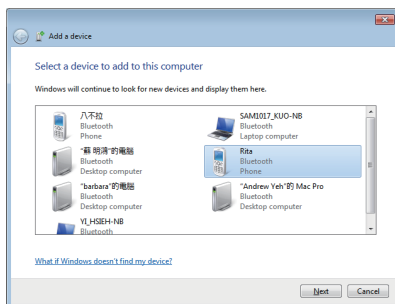 Add a device
Select a device to add to this computer
Windows will continue to look for new devices and display them here.
八不拉
Bluetooth
Phone
SAM1017_KUO-NB
Bluetooth
Laptop computer
"蘇 明鴻"的電腦
Bluetooth
Desktop computer
Rita
Bluetooth
Phone
"barbara"的電腦
Bluetooth
Desktop computer
"Andrew Yeh"的 Mac Pro
Bluetooth
Desktop computer
YI_HSIEH-NB
Bluetooth
What if Windows doesn't find my device?
Next
Cancel